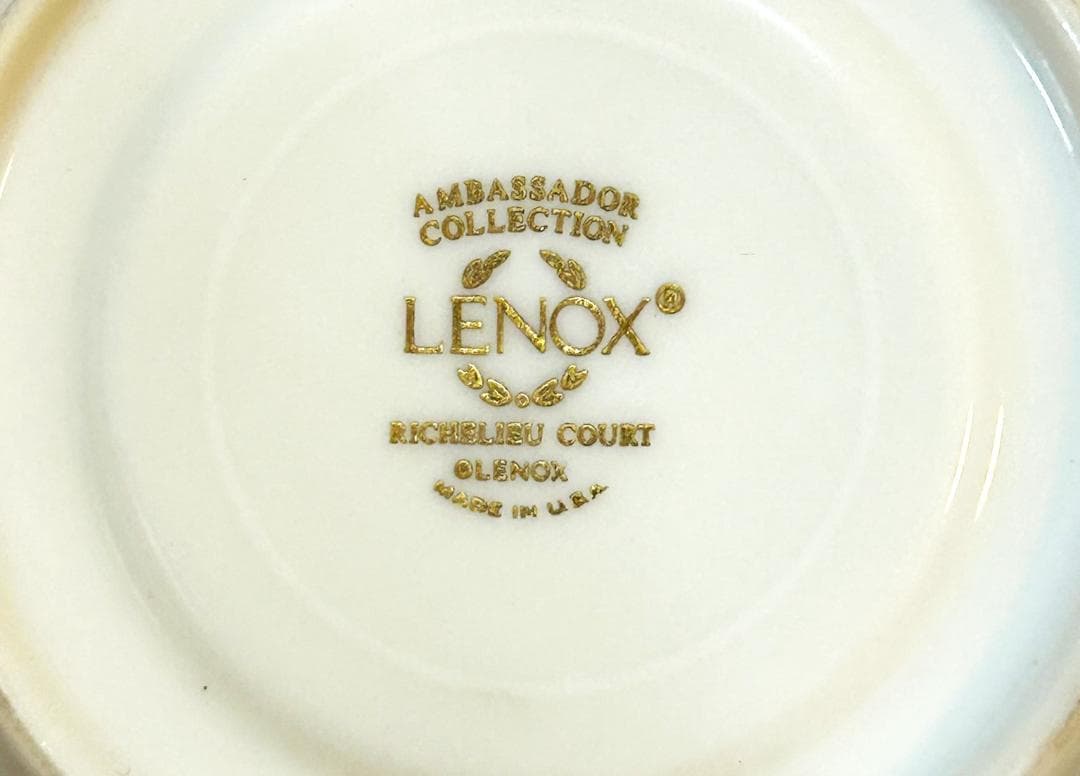 AMBASSADOR
COLLECTION
LENOX®
RICHELIEU COURT
©LENOX
MADE IN U.S.A.